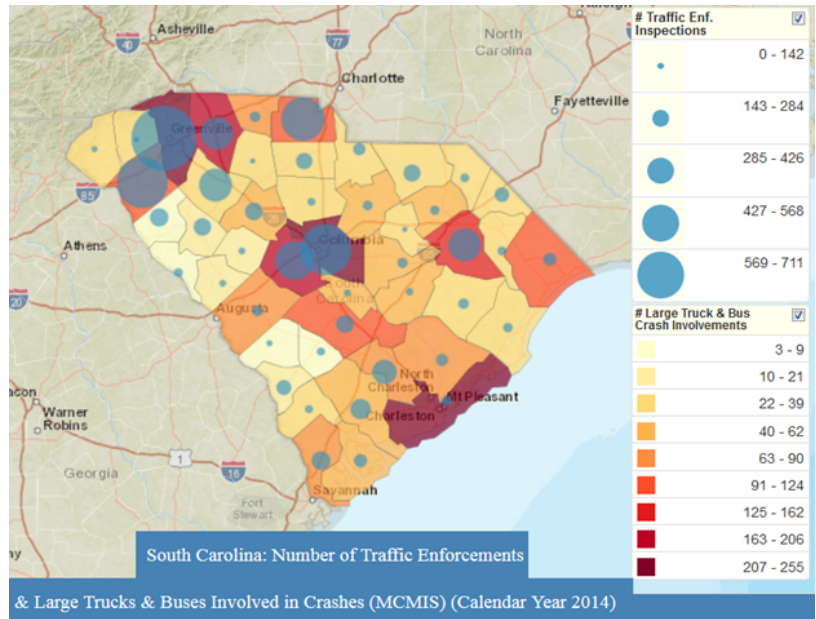 Raleigh
Asheville
40
77
North
Carolina
Charlotte
Fayetteville
Greenville
85
Athens
26
Columbia
South
Carolina
20
Augusta
North
Charleston
Mt Pleasant
Charleston
Warner
Robins
1
Georgia
16
Savannah
Fort
Stewart
# Traffic Enf.
Inspections
0 - 142
143 - 284
285 - 426
427 - 568
569 - 711
# Large Truck & Bus
Crash Involvements
3 - 9
10 - 21
22 - 39
40 - 62
63 - 90
91 - 124
125 - 162
163 - 206
207 - 255
South Carolina: Number of Traffic Enforcements
& Large Trucks & Buses Involved in Crashes (MCMIS) (Calendar Year 2014)